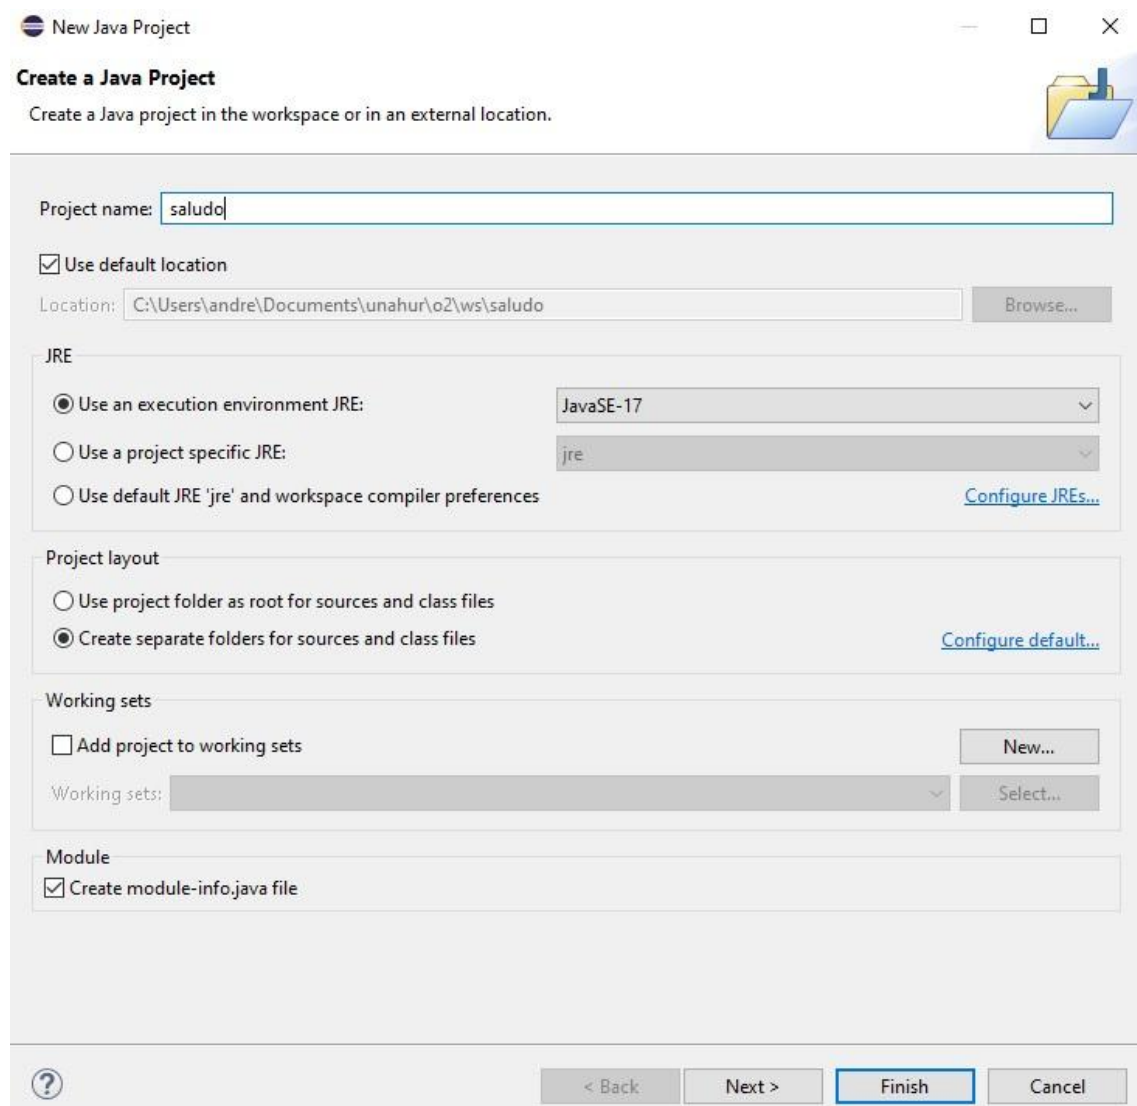 New Java Project
Create a Java Project
Create a Java project in the workspace or in an external location.
Project name: saludo
Use default location
Location: C:\Users\andre\Documents\unahur\o2\ws\saludo Browse...
JRE
Use an execution environment JRE: JavaSE-17
Use a project specific JRE: jre
Use default JRE 'jre' and workspace compiler preferences Configure JREs...
Project layout
Use project folder as root for sources and class files
Create separate folders for sources and class files Configure default...
Working sets
Add project to working sets New...
Working sets: Select...
Module
Create module-info.java file
? < Back Next > Finish Cancel